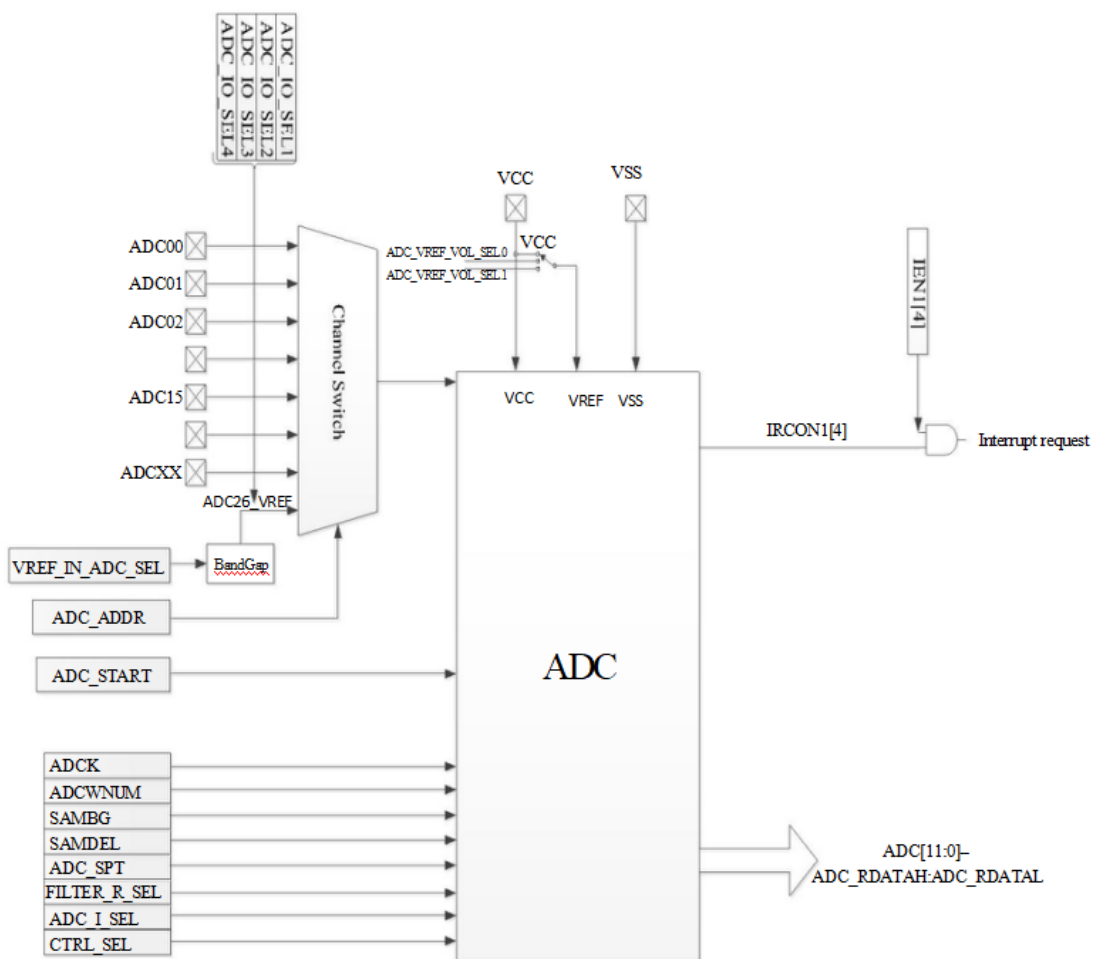 ADC_IO_SEL1
ADC_IO_SEL2
ADC_IO_SEL3
ADC_IO_SEL4
VCC
VSS
ADC00
ADC01
ADC02
ADC15
ADCXX
ADC26_VREF
Channel Switch
ADC_VREF_VOL_SEL0
ADC_VREF_VOL_SEL1
VCC
IEN1[4]
VCC
VREF
VSS
IRCON1[4]
Interrupt request
VREF_IN_ADC_SEL
BandGap
ADC_ADDR
ADC_START
ADC
ADCK
ADCWNUM
SAMBG
SAMDEL
ADC_SPT
FILTER_R_SEL
ADC_I_SEL
CTRL_SEL
ADC[11:0]–
ADC_RDATAH:ADC_RDATAL